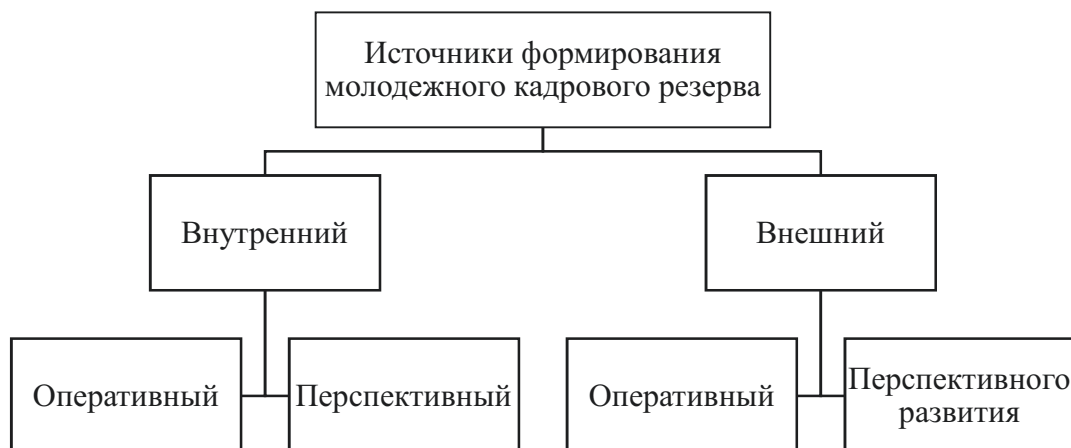 Источники формирования
молодежного кадрового резерва
Внутренний
Внешний
Оперативный
Перспективный
Оперативный
Перспективного
развития